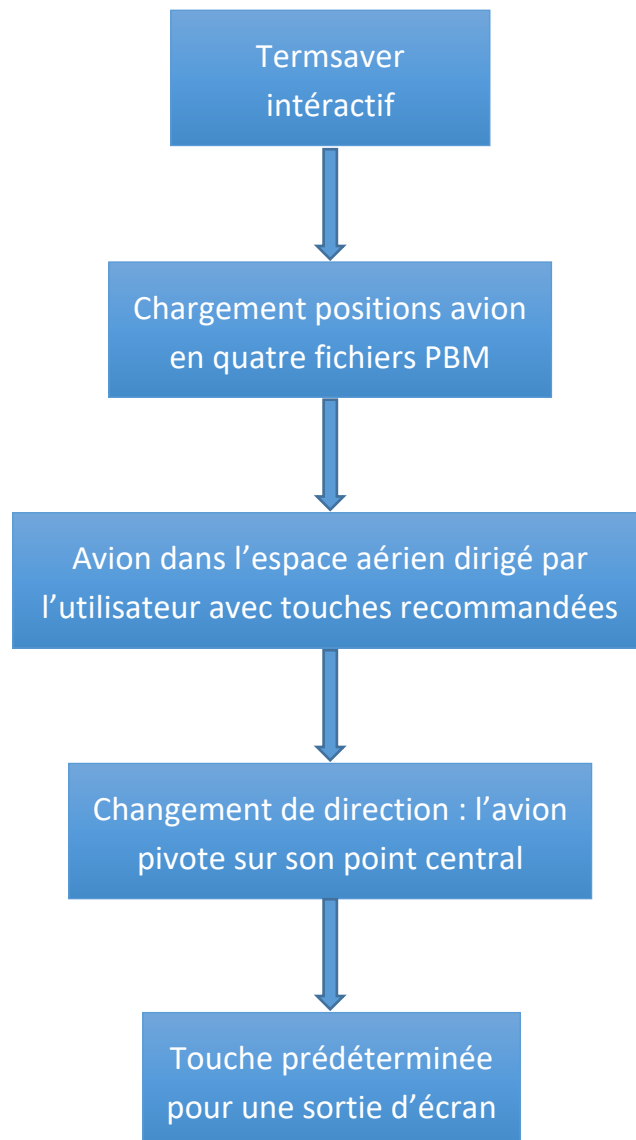 Termsaver
intéractif
Chargement positions avion
en quatre fichiers PBM
Avion dans l’espace aérien dirigé par
l’utilisateur avec touches recommandées
Changement de direction : l’avion
pivote sur son point central
Touche prédéterminée
pour une sortie d’écran